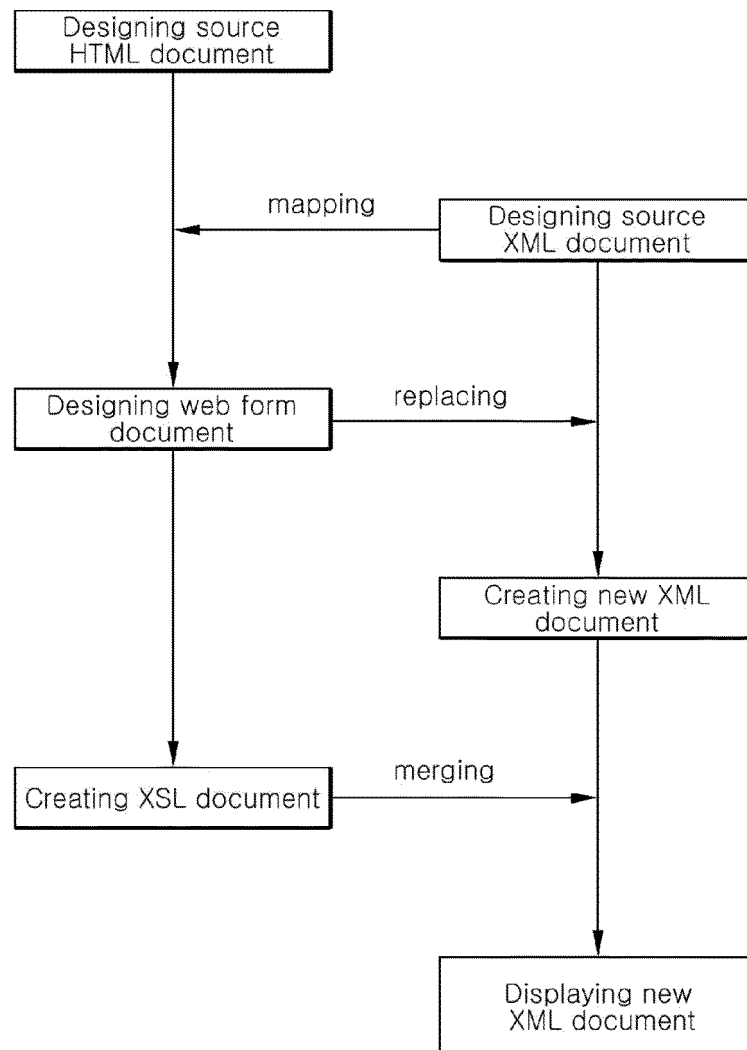 Designing source
HTML document
mapping
Designing source
XML document
Designing web form
document
replacing
Creating new XML
document
Creating XSL document
merging
Displaying new
XML document